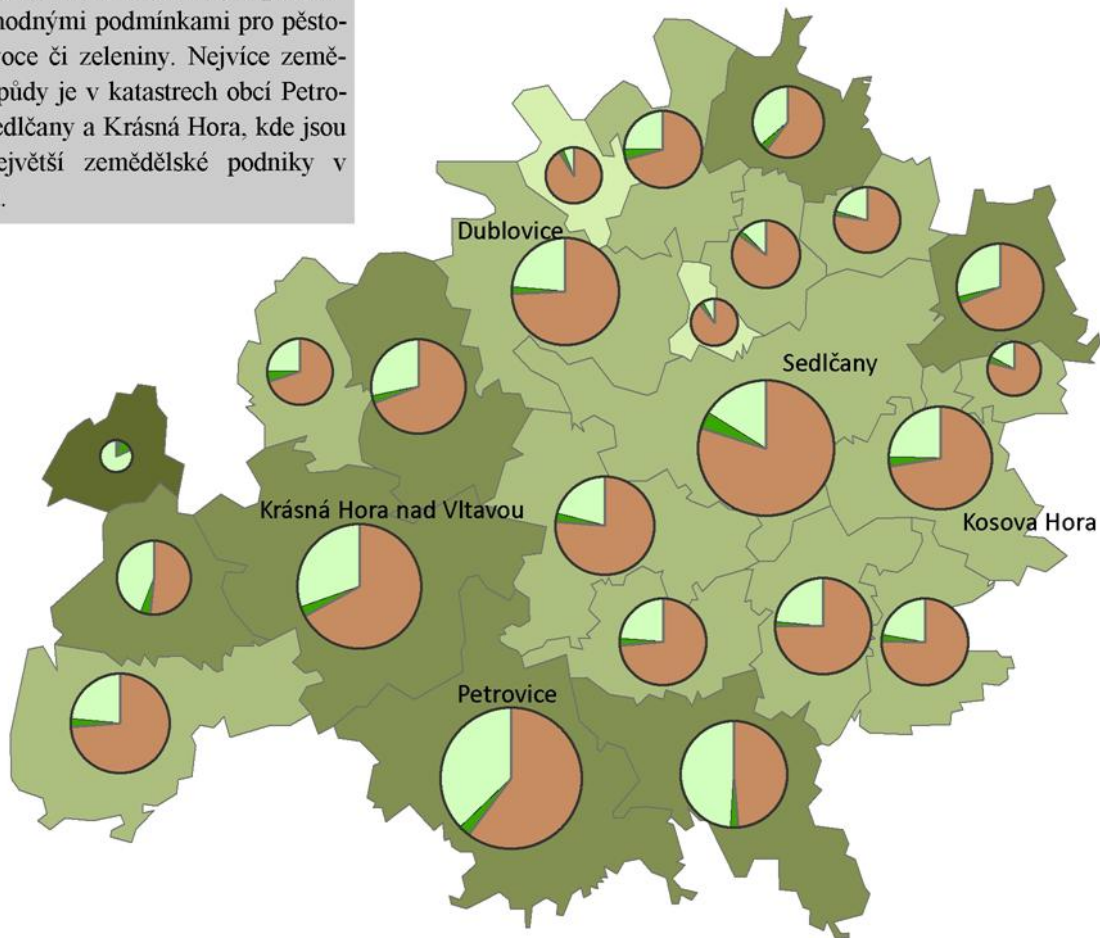 hodnými podmínkami pro pěsto-
voce či zeleniny. Nejvíce země-
půdy je v katastrech obcí Petro-
edlčany a Krásná Hora, kde jsou
ejvětší zemědělské podniky v
.
Dublovice
Sedlčany
Krásná Hora nad Vltavou
Kosova Hora
Petrovice